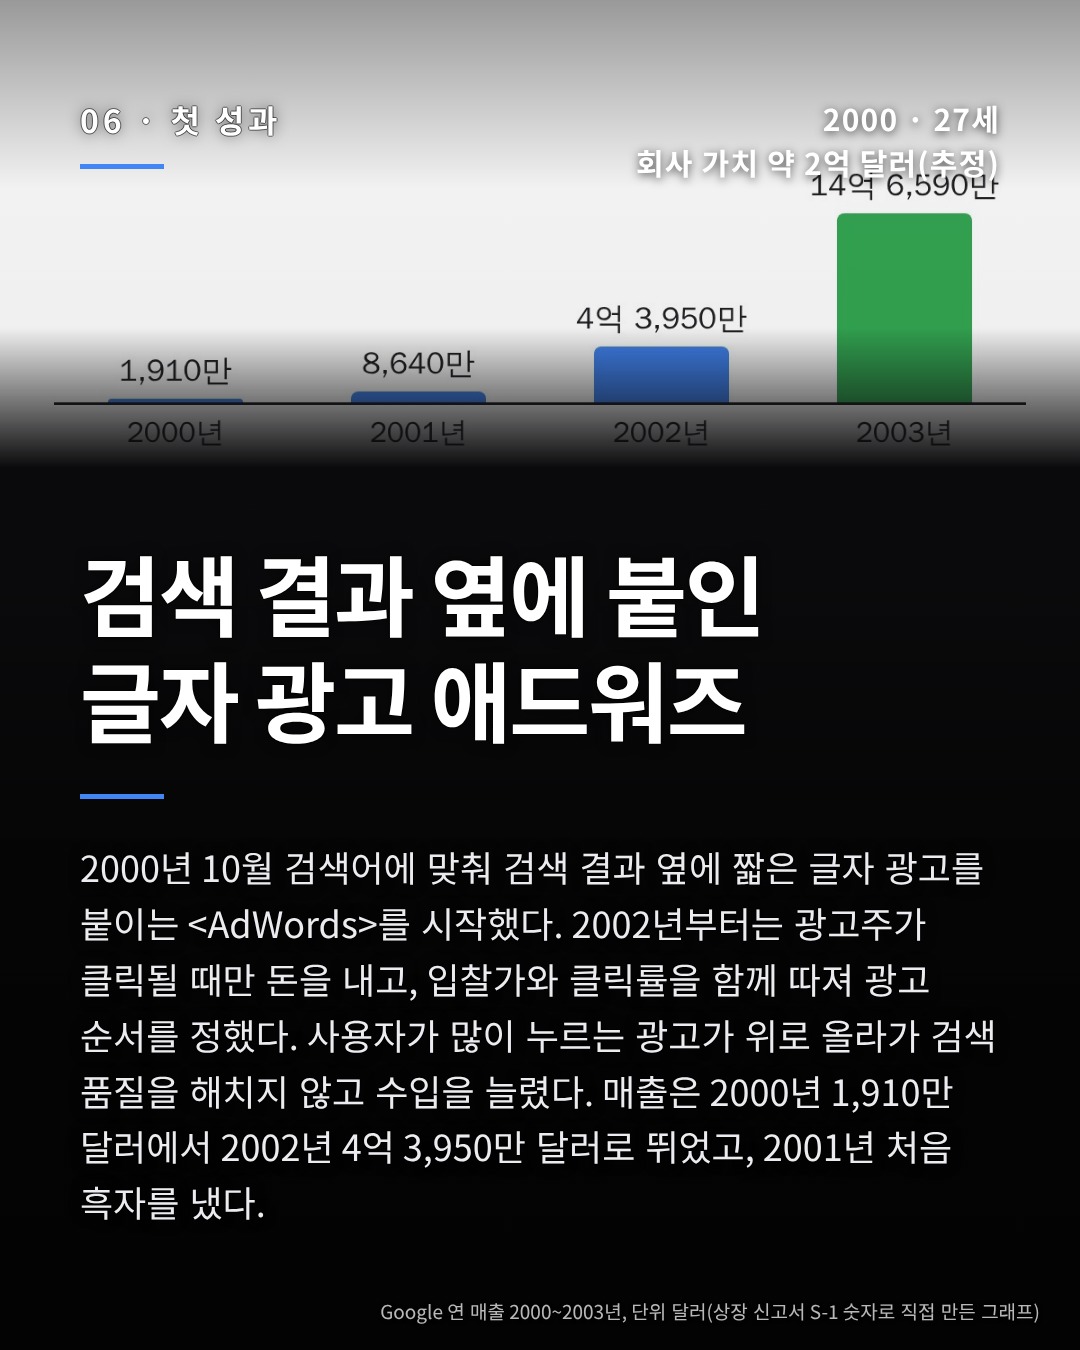 06 · 첫 성과
2000 · 27세
회사 가치 약 2억 달러(추정)
14억 6,590만
4억 3,950만
8,640만
1,910만
2000년 2001년 2002년 2003년
검색 결과 옆에 붙인
글자 광고 애드워즈
2000년 10월 검색어에 맞춰 검색 결과 옆에 짧은 글자 광고를
붙이는 <AdWords>를 시작했다. 2002년부터는 광고주가
클릭될 때만 돈을 내고, 입찰가와 클릭률을 함께 따져 광고
순서를 정했다. 사용자가 많이 누르는 광고가 위로 올라가 검색
품질을 해치지 않고 수입을 늘렸다. 매출은 2000년 1,910만
달러에서 2002년 4억 3,950만 달러로 뛰었고, 2001년 처음
흑자를 냈다.
Google 연 매출 2000~2003년, 단위 달러(상장 신고서 S-1 숫자로 직접 만든 그래프)